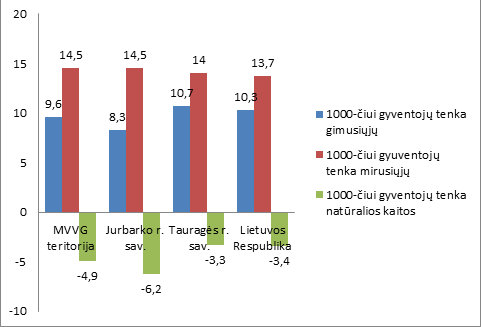 20
15
10
5
0
-5
-10
9,6
14,5
-4,9
8,3
14,5
-6,2
10,7
14
-3,3
10,3
13,7
-3,4
MVVG
teritorija
Jurbarko r.
sav.
Tauragės r.
sav.
Lietuvos
Respublika
1000-čiui gyventojų tenka
gimusiųjų
1000-čiui gyuventojų
tenka mirusiųjų
1000-čiui gyventojų tenka
natūralios kaitos